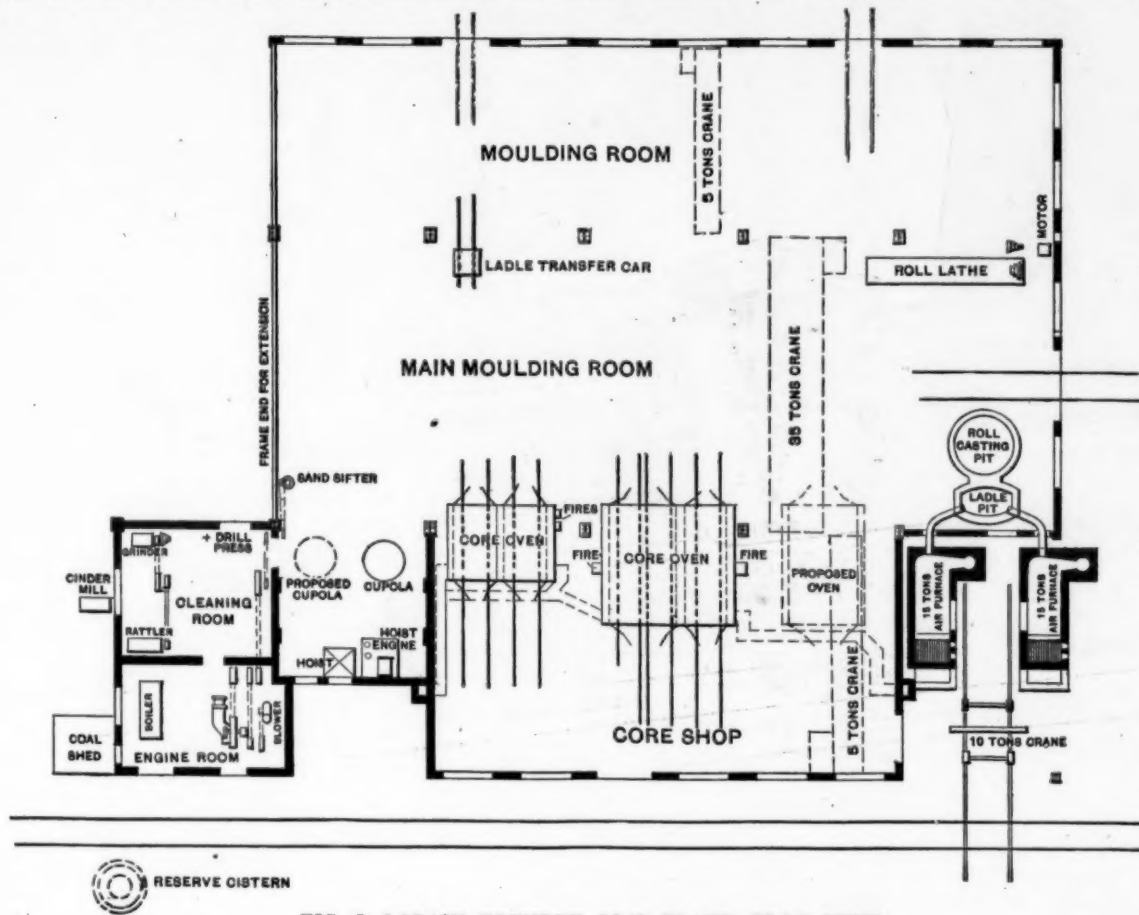 MOULDING ROOM
5 TONS CRANE
MOTOR
LADLE TRANSFER CAR
ROLL LATHE
FRAME END FOR EXTENSION
MAIN MOULDING ROOM
35 TONS CRANE
ROLL
CASTING
PIT
LADLE
PIT
SAND SIFTER
FIRES
CORE OVEN
FIRE
CORE OVEN
FIRE
PROPOSED
OVEN
GRINDER
+ DRILL
PRESS
CINDER
MILL
CLEANING
ROOM
RATTLER
PROPOSED
CUPOLA
CUPOLA
HOIST
ENGINE
HOIST
15 TONS
AIR FURNACE
15 TONS
AIR FURNACE
BOILER
BLOWER
COAL
SHED
ENGINE ROOM
CORE SHOP
5 TONS CRANE
10 TONS CRANE
RESERVE CISTERN